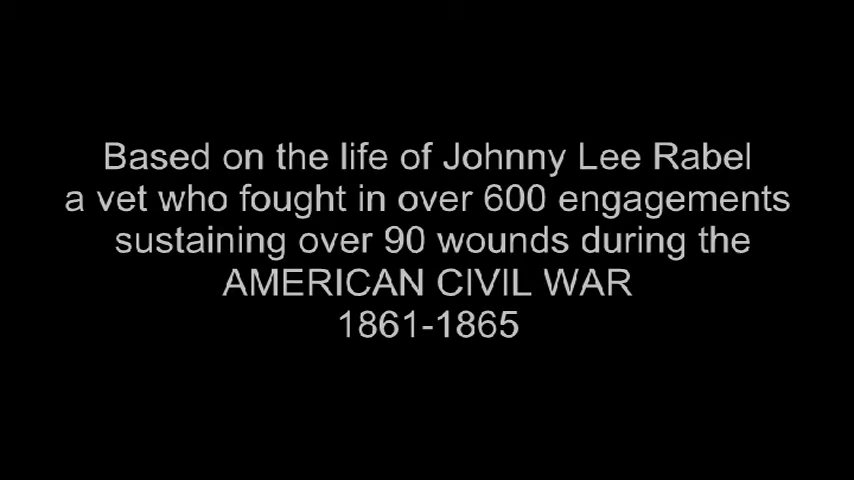 Based on the life of Johnny Lee Rabel
a vet who fought in over 600 engagements
sustaining over 90 wounds during the
AMERICAN CIVIL WAR
1861-1865